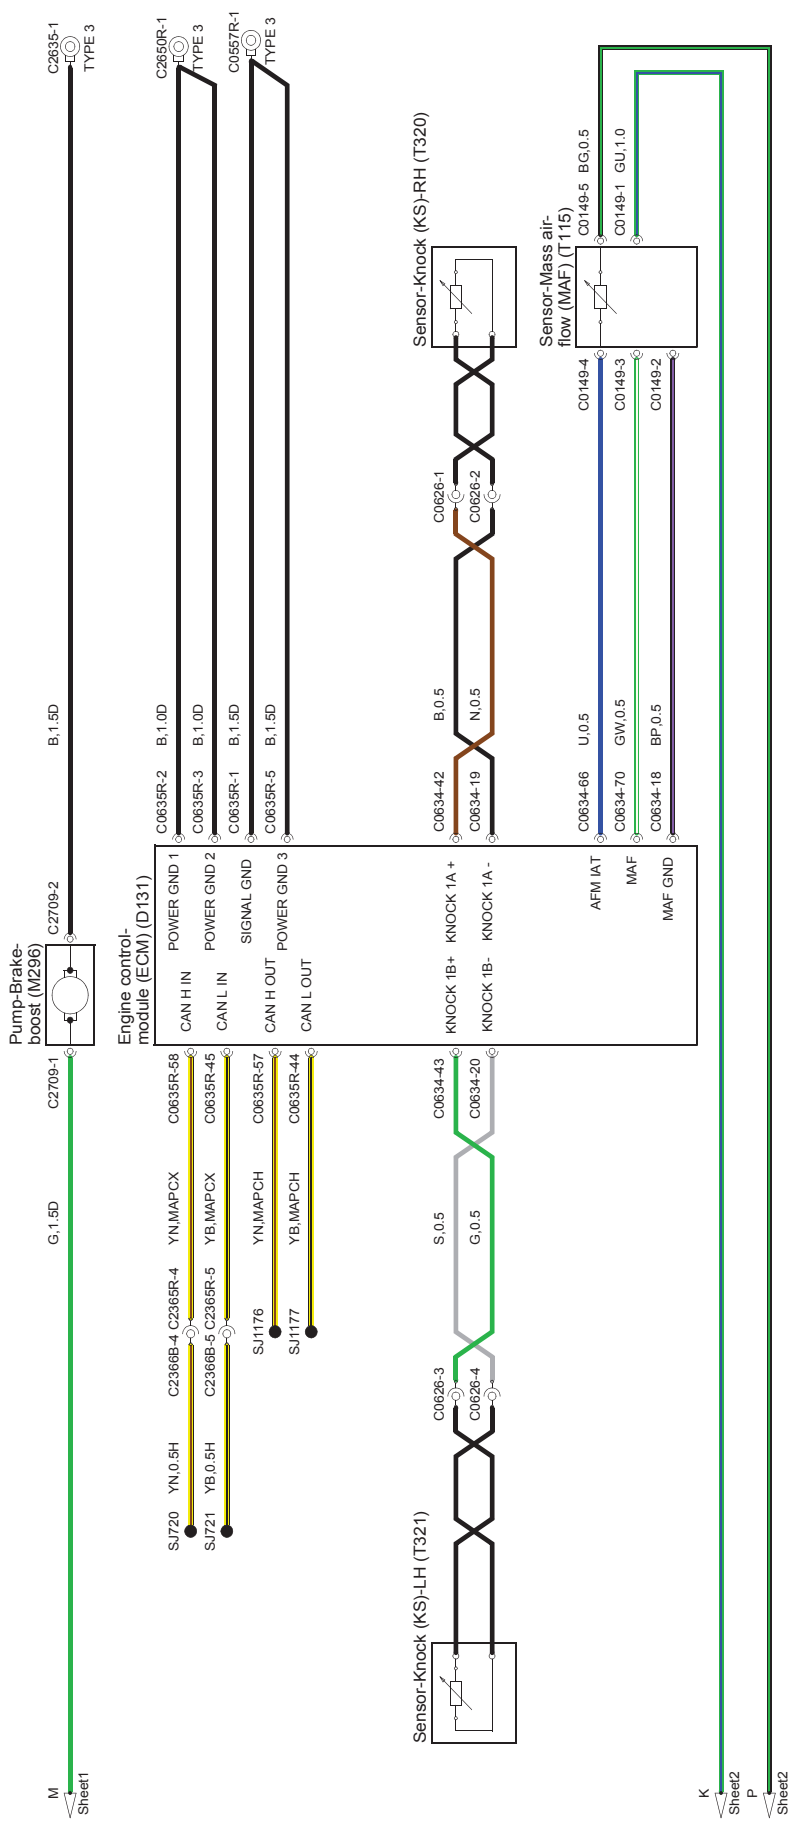 C2635-1
TYPE 3
C2650R-1
TYPE 3
C0557R-1
TYPE 3
B,1.5D
C2709-2
Pump-Brake-
boost (M296)
C2709-1
G,1.5D
M
Sheet1
B,1.0D
C0635R-2
B,1.0D
C0635R-3
B,1.5D
C0635R-1
B,1.5D
C0635R-5
Engine control-
module (ECM) (D131)
POWER GND 1
POWER GND 2
SIGNAL GND
POWER GND 3
CAN H IN
CAN L IN
CAN H OUT
CAN L OUT
C0635R-58
C0635R-45
C0635R-57
C0635R-44
YN,MAPCX
YB,MAPCX
YN,MAPCH
YB,MAPCH
C2365R-4
C2365R-5
C2366B-4
C2366B-5
SJ1176
SJ1177
YN,0.5H
YB,0.5H
SJ720
SJ721
Sensor-Knock (KS)-RH (T320)
C0626-1
C0626-2
B,0.5
N,0.5
C0634-42
C0634-19
KNOCK 1A +
KNOCK 1A -
KNOCK 1B+
KNOCK 1B-
C0634-43
C0634-20
S,0.5
G,0.5
C0626-3
C0626-4
Sensor-Knock (KS)-LH (T321)
BG,0.5
C0149-5
GU,1.0
C0149-1
Sensor-Mass air-
flow (MAF) (T115)
C0149-4
C0149-3
C0149-2
U,0.5
GW,0.5
BP,0.5
C0634-66
C0634-70
C0634-18
AFM IAT
MAF
MAF GND
K
Sheet2
P
Sheet2